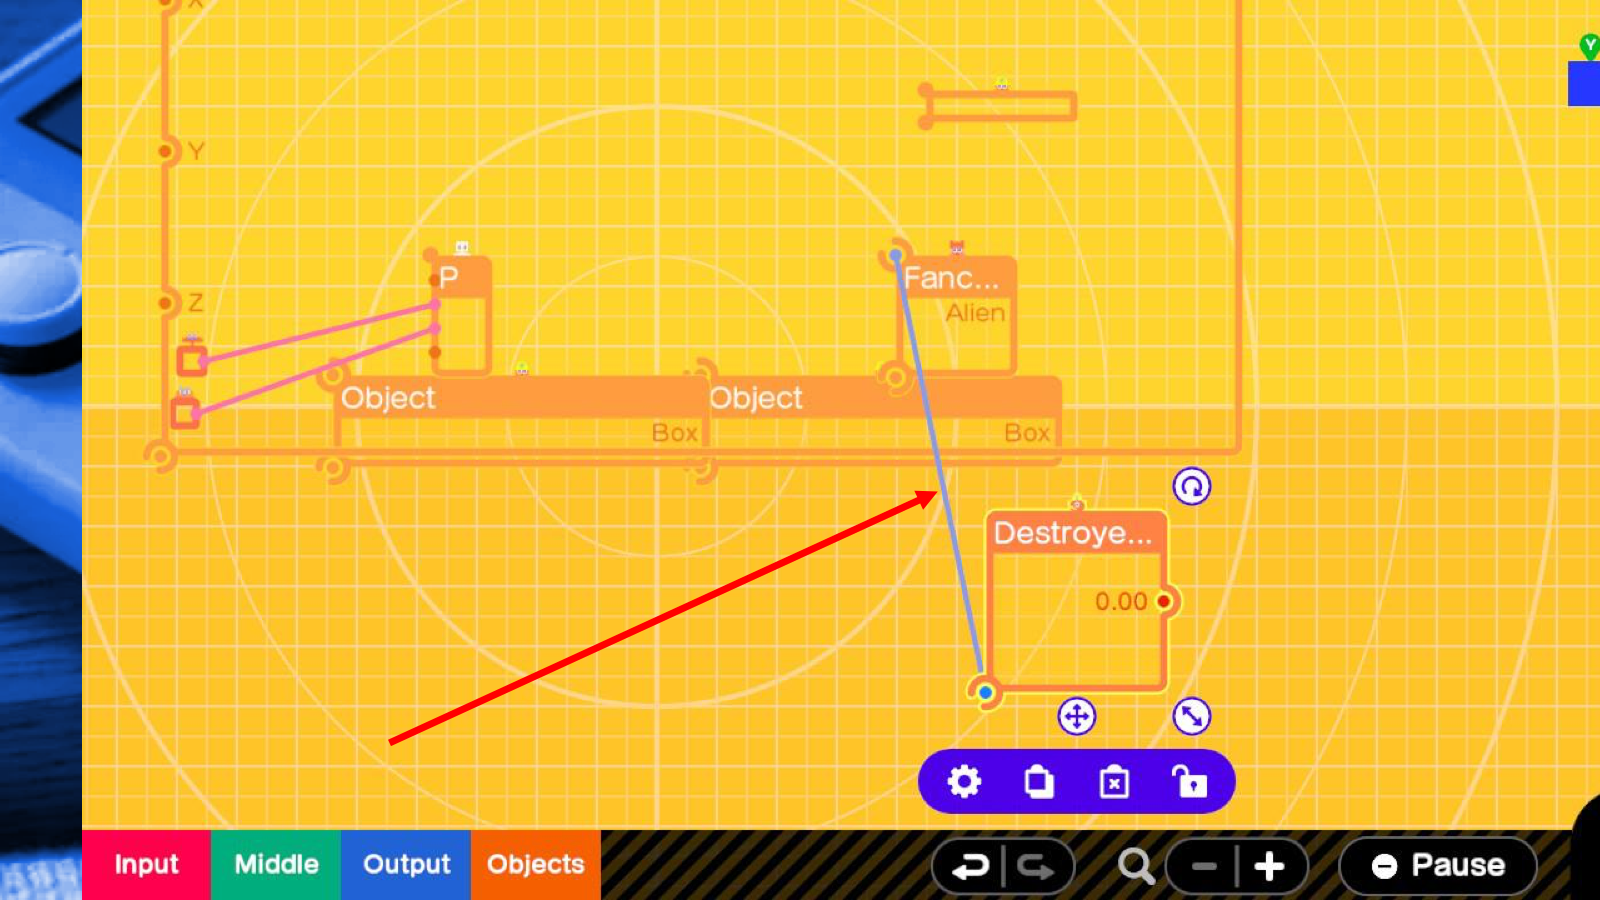 X
Y
Y
Z
P
Fanc...
Alien
Object
Object
Box
Box
Destroye...
0.00
Input
Middle
Output
Objects
Pause